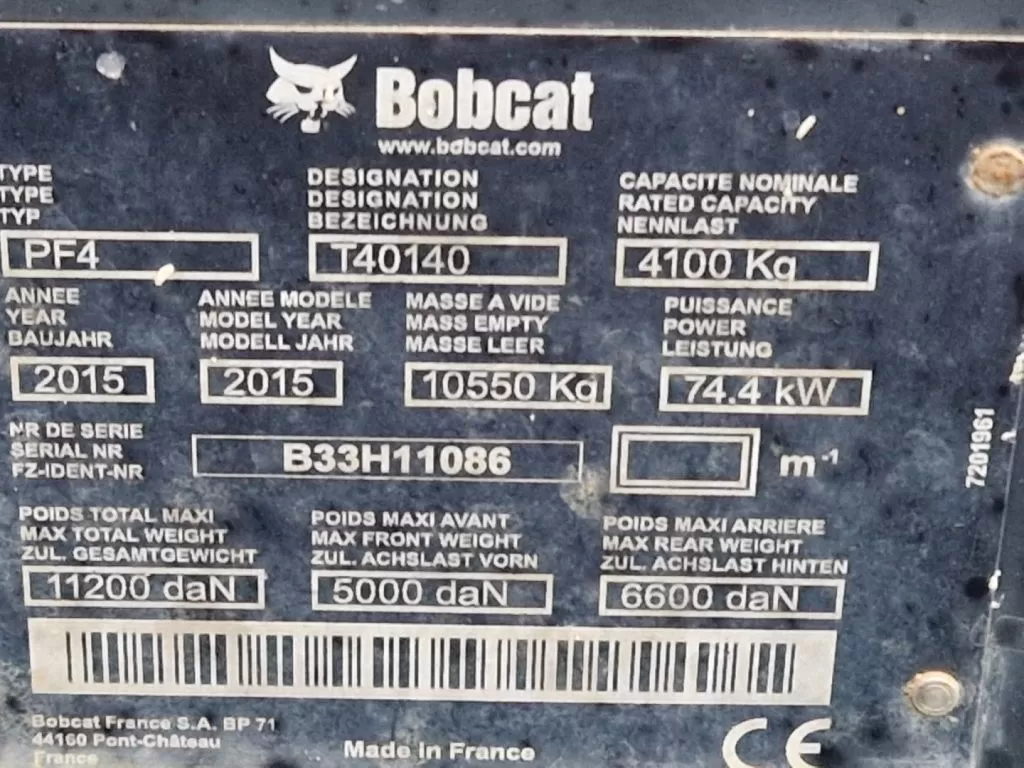 Bobcat
www.bobcat.com
TYPE
TYPE
TYP
PF4
DESIGNATION
DESIGNATION
BEZEICHNUNG
T40140
CAPACITE NOMINALE
RATED CAPACITY
NENNLAST
4100 Kg
ANNEE
YEAR
BAUJAHR
2015
ANNEE MODELE
MODEL YEAR
MODELL JAHR
2015
MASSE A VIDE
MASS EMPTY
MASSE LEER
10550 Kg
PUISSANCE
POWER
LEISTUNG
74.4 kW
NR DE SERIE
SERIAL NR
FZ-IDENT-NR
B33H11086
m-1
7201961
POIDS TOTAL MAXI
MAX TOTAL WEIGHT
ZUL. GESAMTGEWICHT
11200 daN
POIDS MAXI AVANT
MAX FRONT WEIGHT
ZUL. ACHSLAST VORN
5000 daN
POIDS MAXI ARRIERE
MAX REAR WEIGHT
ZUL. ACHSLAST HINTEN
6600 daN
Bobcat France S.A. BP 71
44160 Pont-Château
France
Made in France
CE